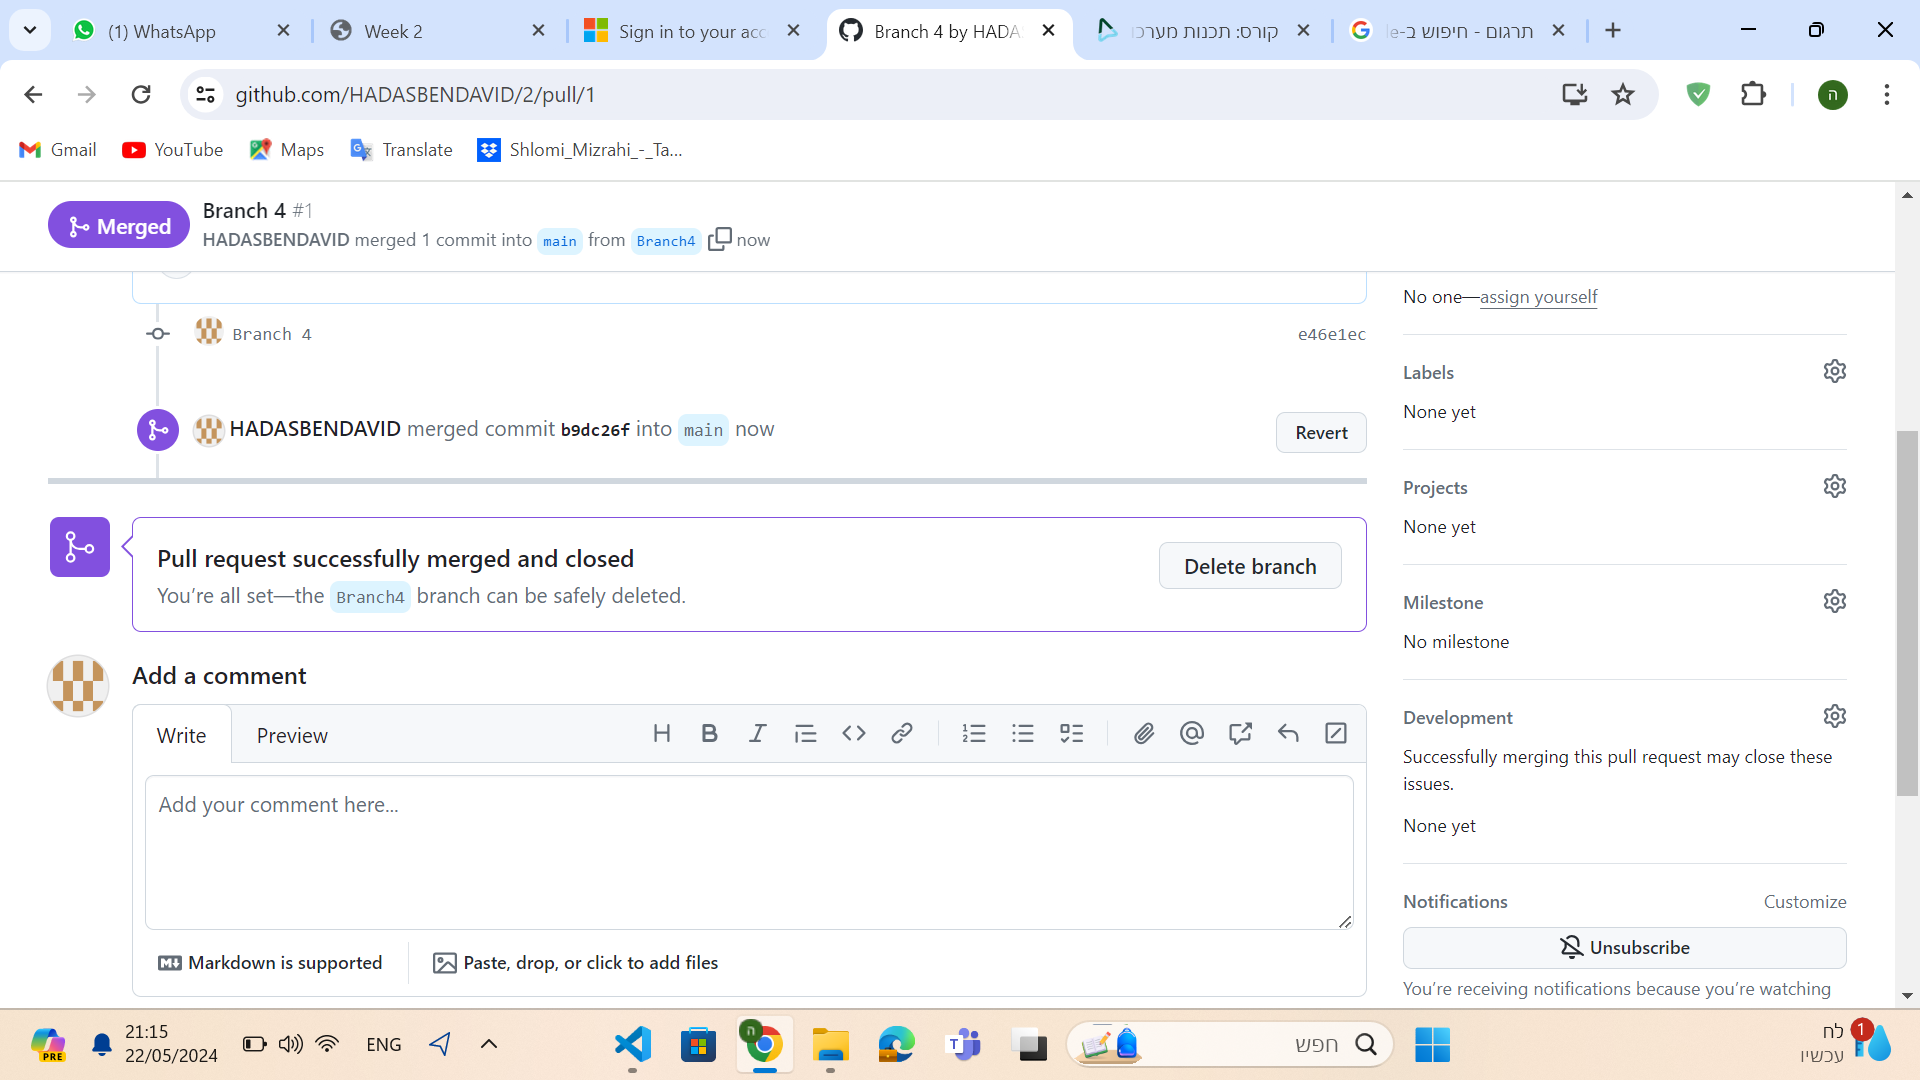 (1) WhatsApp
Week 2
Sign in to your acc
Branch 4 by HADA
קורס: תכנות מערכו
תרגום - חיפוש ב-le
github.com/HADASBENDAVID/2/pull/1
ה
Gmail
YouTube
Maps
Translate
Shlomi_Mizrahi_-_Ta...
Merged
Branch 4 #1
HADASBENDAVID merged 1 commit into main from Branch4 now
No one—assign yourself
Branch 4
e46e1ec
Labels
None yet
HADASBENDAVID merged commit b9dc26f into main now
Revert
Projects
None yet
Pull request successfully merged and closed
You're all set—the Branch4 branch can be safely deleted.
Delete branch
Milestone
No milestone
Add a comment
Write
Preview
Development
Successfully merging this pull request may close these
issues.
None yet
Add your comment here...
Notifications
Customize
Unsubscribe
You're receiving notifications because you're watching
Markdown is supported
Paste, drop, or click to add files
PRE
21:15
22/05/2024
ENG
ה
חפש
לח
עכשיו
1